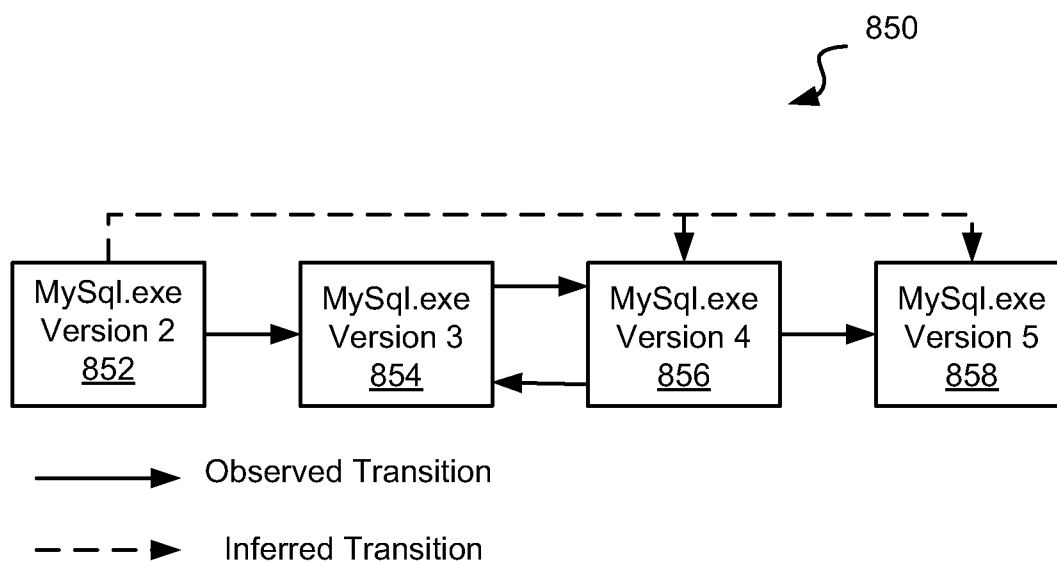 850
MySql.exe
Version 2
852
MySql.exe
Version 3
854
MySql.exe
Version 4
856
MySql.exe
Version 5
858
Observed Transition
Inferred Transition